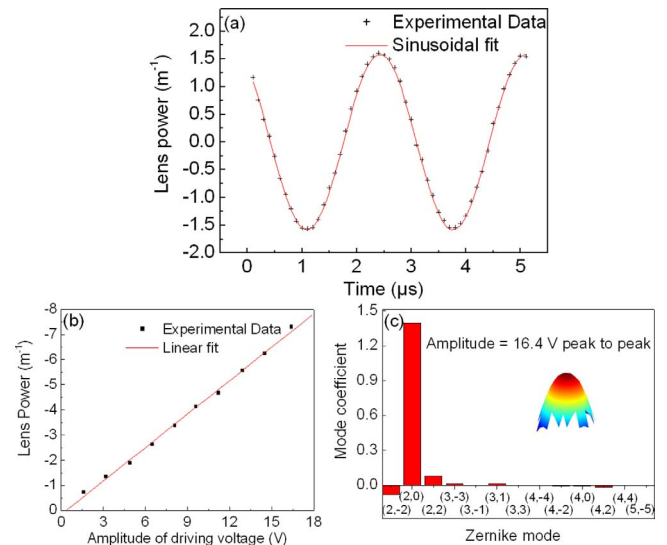 (a)
+ Experimental Data
Sinusoidal fit
Lens power (m⁻¹)
2.0
1.5
1.0
0.5
0.0
-0.5
-1.0
-1.5
-2.0
0 1 2 3 4 5
Time (µs)
(b)
Experimental Data
Linear fit
Lens Power (m⁻¹)
-8
-7
-6
-5
-4
-3
-2
-1
0
0 3 6 9 12 15 18
Amplitude of driving voltage (V)
(c)
Amplitude = 16.4 V peak to peak
Mode coefficient
1.5
1.2
0.9
0.6
0.3
0.0
(2,0) (3,-3) (3,1) (4,-4) (4,0) (4,4)
(2,-2) (2,2) (3,-1) (3,3) (4,-2) (4,2) (5,-5)
Zernike mode